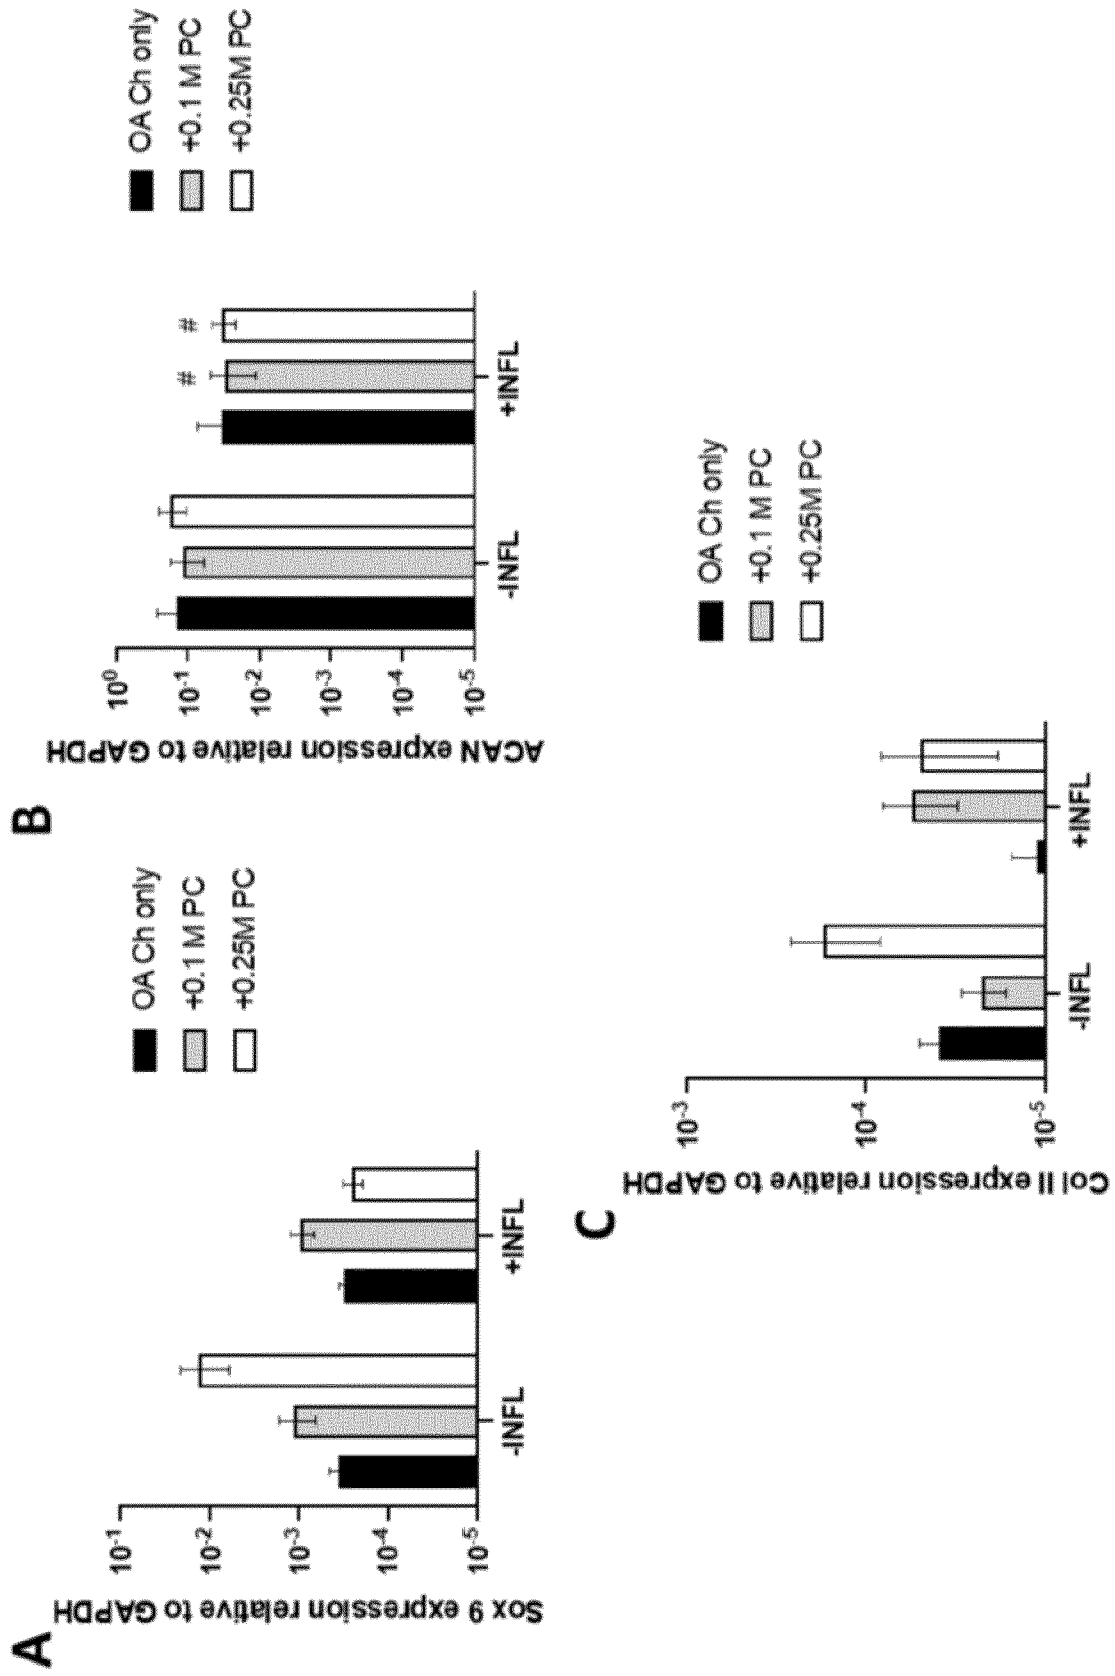 A
Sox 9 expression relative to GAPDH
10-1
10-2
10-3
10-4
10-5
-INFL
+INFL
OA Ch only
+0.1 M PC
+0.25M PC
B
ACAN expression relative to GAPDH
100
10-1
10-2
10-3
10-4
10-5
-INFL
+INFL
#
#
OA Ch only
+0.1 M PC
+0.25M PC
C
Col II expression relative to GAPDH
10-3
10-4
10-5
-INFL
+INFL
OA Ch only
+0.1 M PC
+0.25M PC